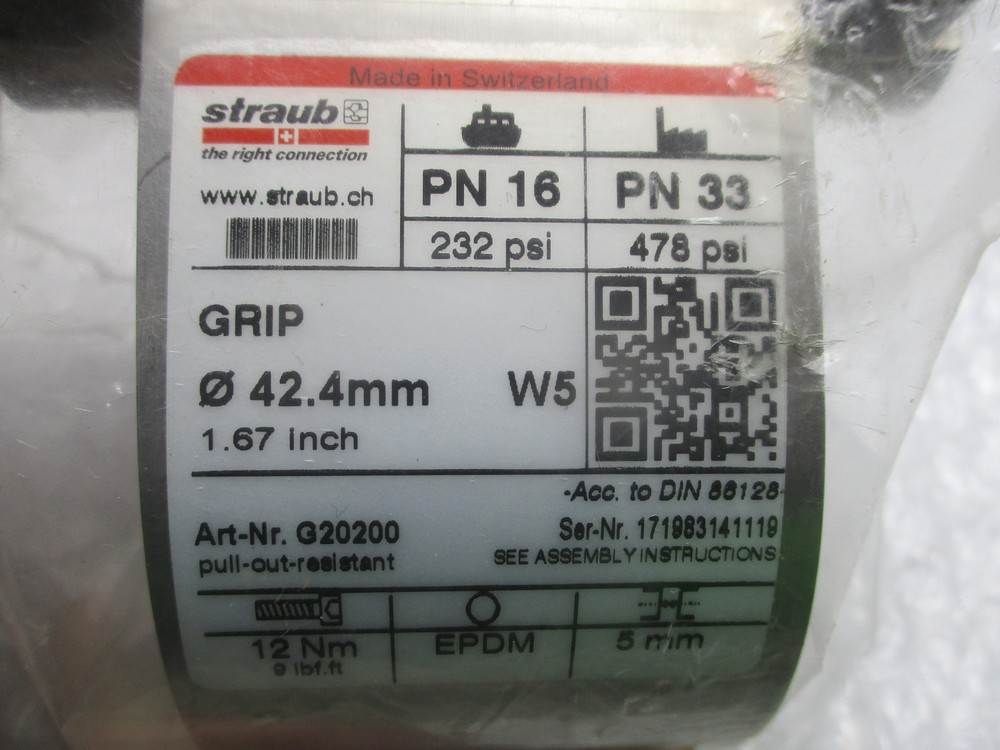 Made in Switzerland
straub
the right connection
www.straub.ch
PN 16
PN 33
232 psi
478 psi
GRIP
Ø 42.4mm
W5
1.67 inch
-Acc. to DIN 86128-
Art-Nr. G20200
Ser-Nr. 171983141119
pull-out-resistant
SEE ASSEMBLY INSTRUCTIONS
12 Nm
EPDM
5 mm
9 lbf.ft